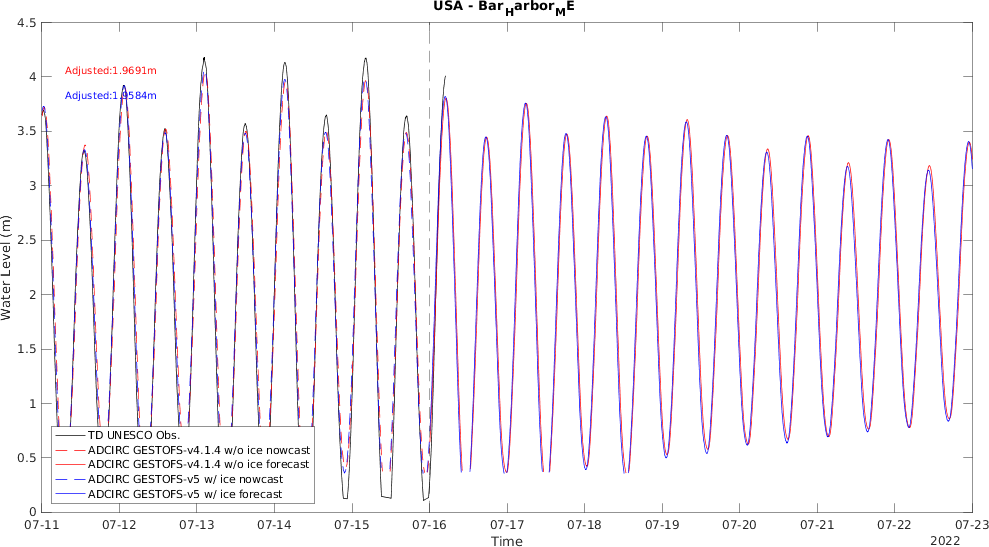 USA - Bar_Harbor_ME
4.5
4
3.5
3
2.5
2
1.5
1
0.5
0
Water Level (m)
Adjusted:1.9691m
Adjusted:1.9584m
TD UNESCO Obs.
ADCIRC GESTOFS-v4.1.4 w/o ice nowcast
ADCIRC GESTOFS-v4.1.4 w/o ice forecast
ADCIRC GESTOFS-v5 w/ ice nowcast
ADCIRC GESTOFS-v5 w/ ice forecast
07-11 07-12 07-13 07-14 07-15 07-16 07-17 07-18 07-19 07-20 07-21 07-22 07-23
Time
2022